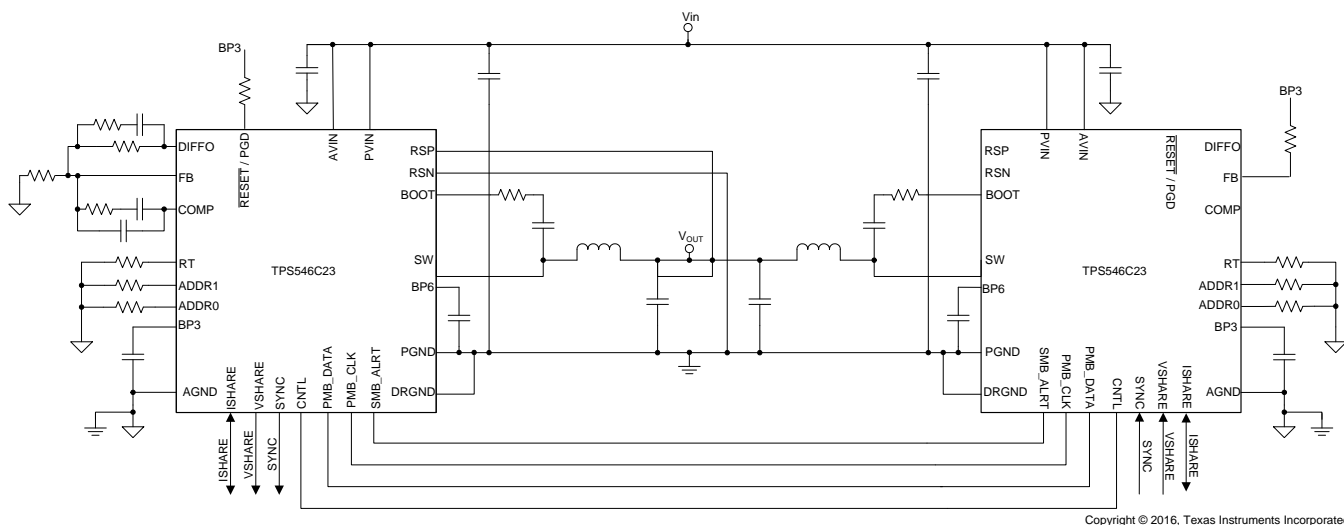 Vin
BP3
BP3
DIFFO
FB
COMP
RT
ADDR1
ADDR0
BP3
AGND
RESET / PGD
AVIN
PVIN
RSP
RSN
BOOT
SW
BP6
PGND
DRGND
TPS546C23
ISHARE
VSHARE
SYNC
CNTL
PMB_DATA
PMB_CLK
SMB_ALRT
ISHARE
VSHARE
SYNC
VOUT
PVIN
AVIN
RESET / PGD
RSP
RSN
BOOT
SW
BP6
PGND
DRGND
TPS546C23
DIFFO
FB
COMP
RT
ADDR1
ADDR0
BP3
AGND
SMB_ALRT
PMB_CLK
PMB_DATA
CNTL
SYNC
VSHARE
ISHARE
SYNC
VSHARE
ISHARE
Copyright © 2016, Texas Instruments Incorporate